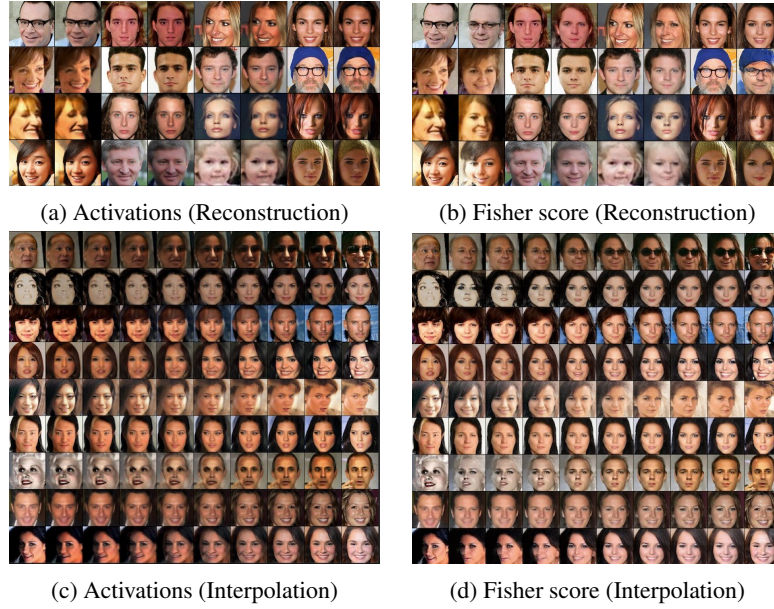 (a) Activations (Reconstruction)
(b) Fisher score (Reconstruction)
(c) Activations (Interpolation)
(d) Fisher score (Interpolation)